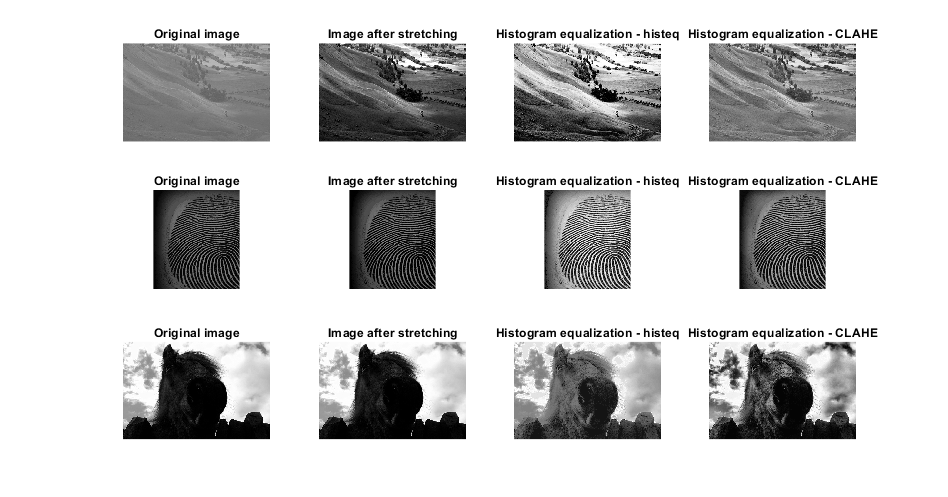 Original image
Image after stretching
Histogram equalization - histeq
Histogram equalization - CLAHE
Original image
Image after stretching
Histogram equalization - histeq
Histogram equalization - CLAHE
Original image
Image after stretching
Histogram equalization - histeq
Histogram equalization - CLAHE